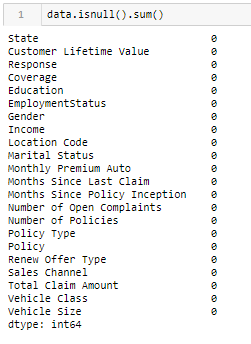 1 data.isnull().sum()
State 0
Customer Lifetime Value 0
Response 0
Coverage 0
Education 0
EmploymentStatus 0
Gender 0
Income 0
Location Code 0
Marital Status 0
Monthly Premium Auto 0
Months Since Last Claim 0
Months Since Policy Inception 0
Number of Open Complaints 0
Number of Policies 0
Policy Type 0
Policy 0
Renew Offer Type 0
Sales Channel 0
Total Claim Amount 0
Vehicle Class 0
Vehicle Size 0
dtype: int64